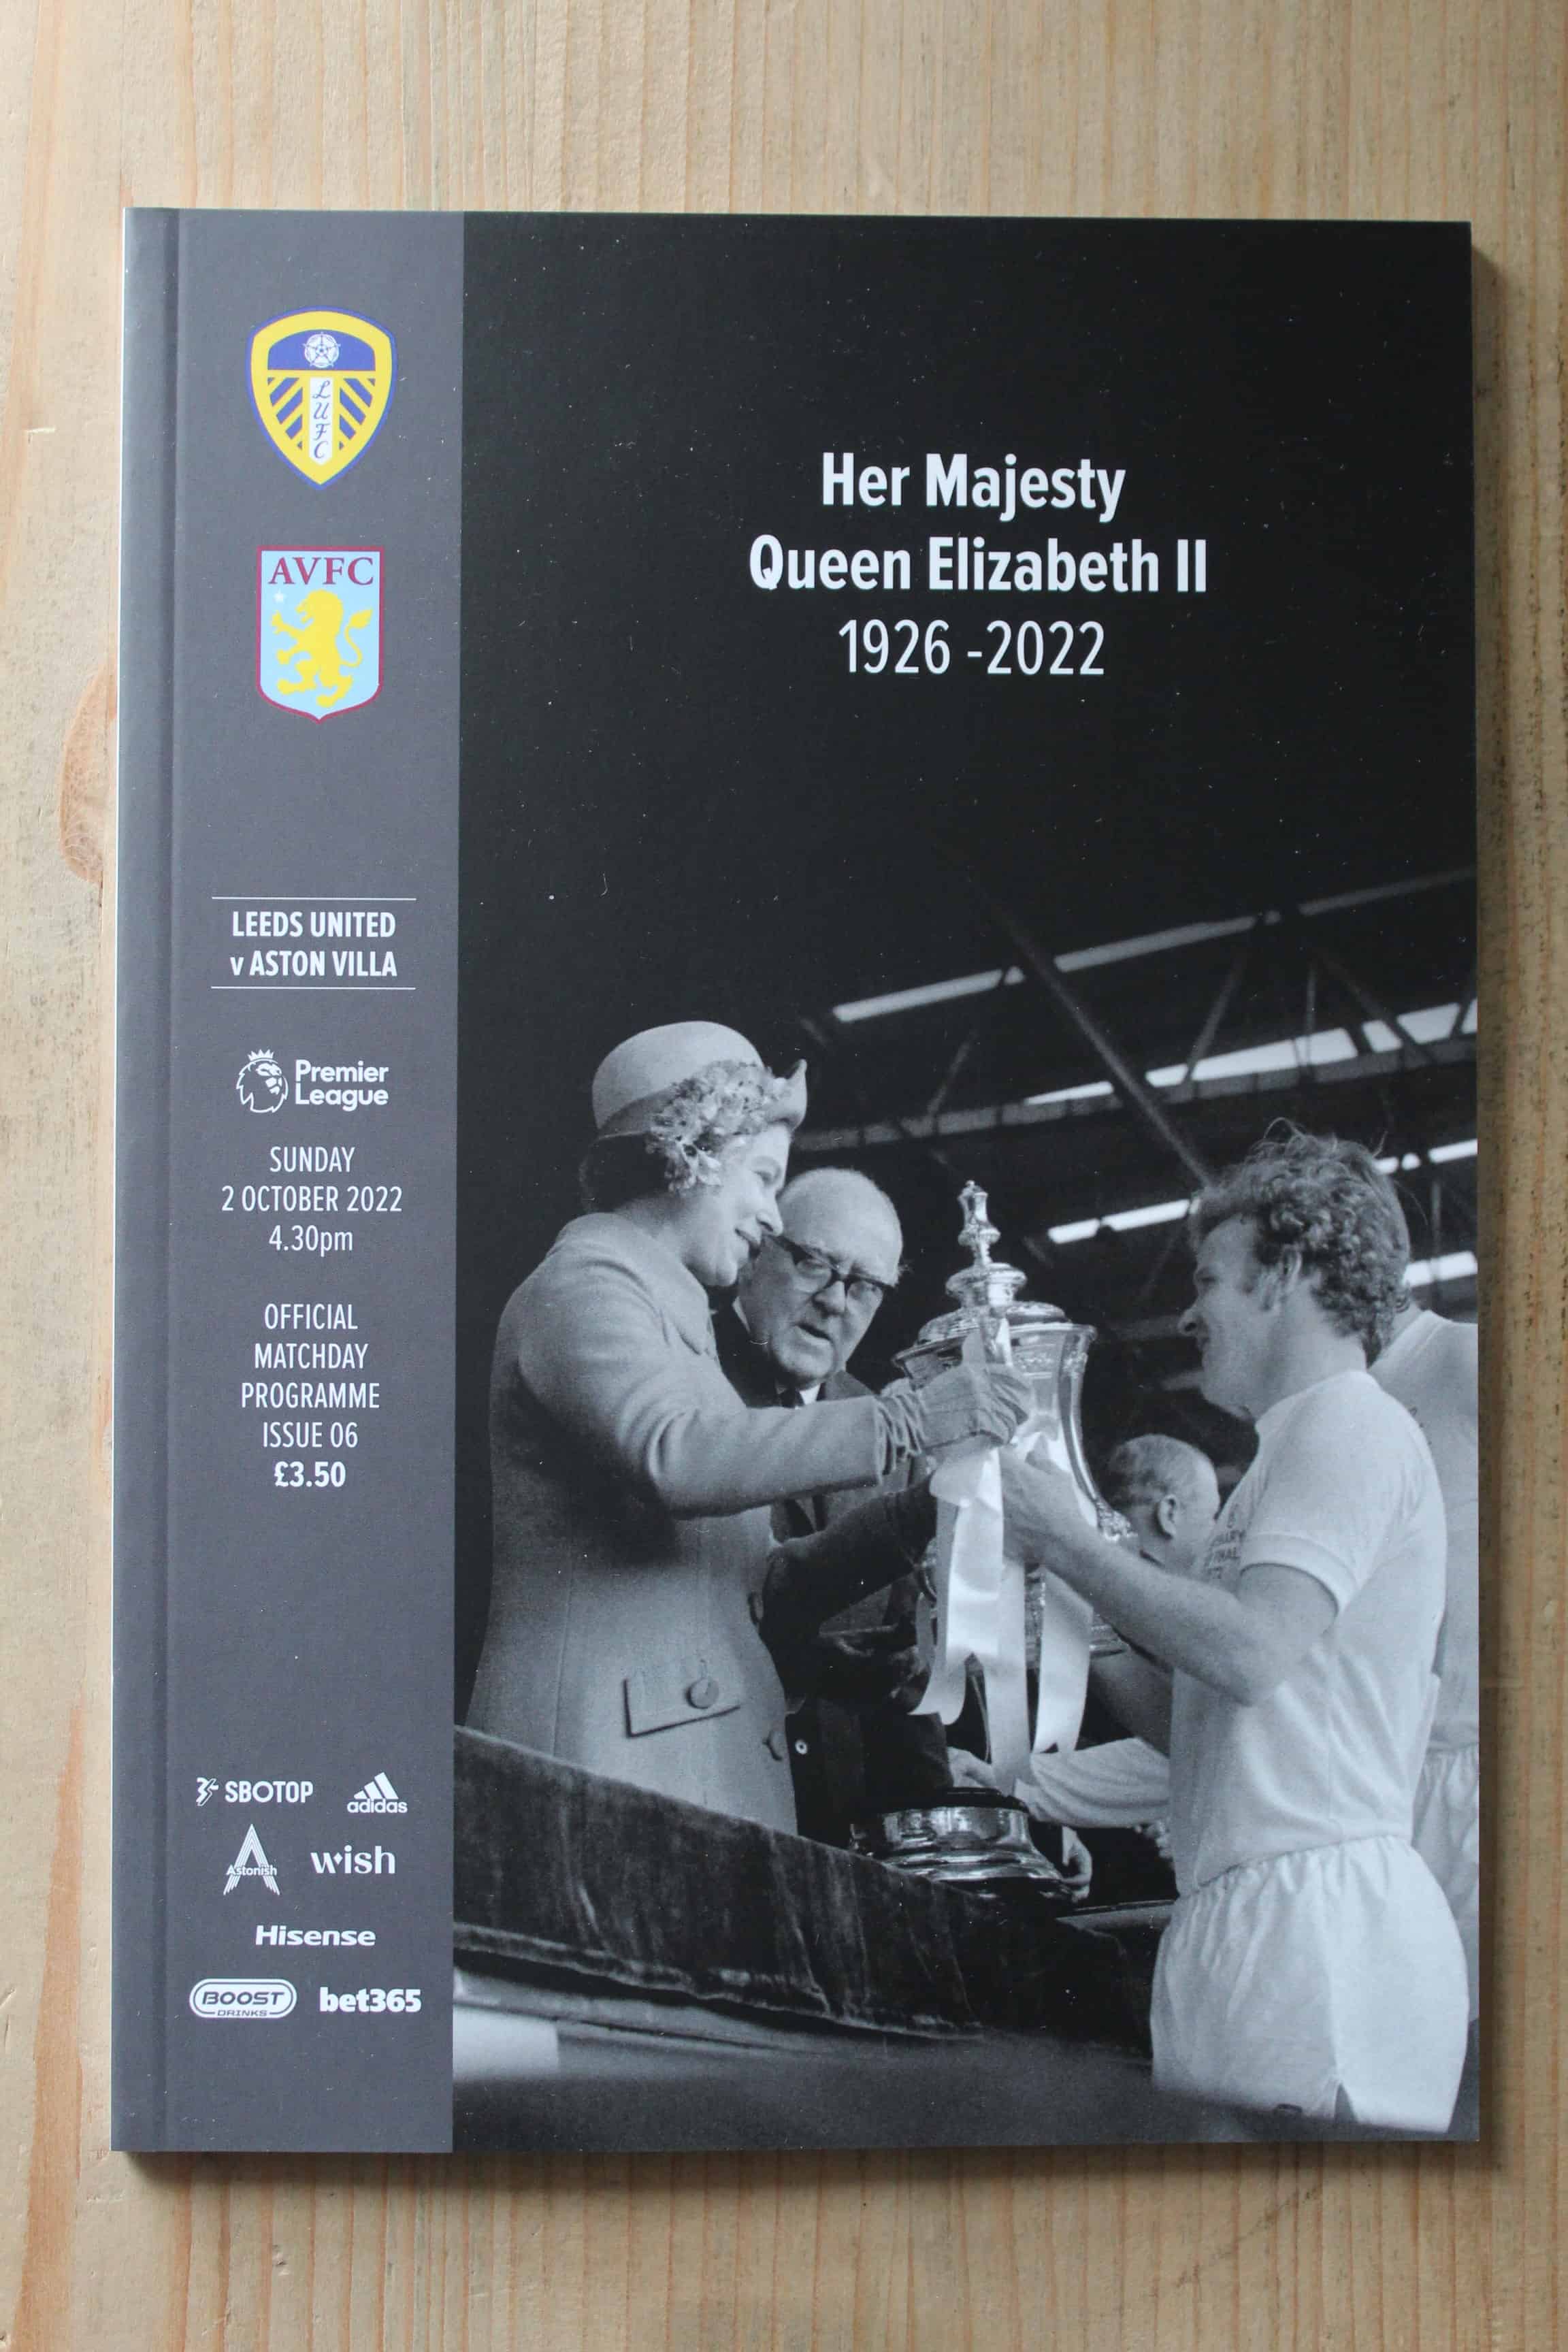 LUFC
AVFC
LEEDS UNITED
v ASTON VILLA
Premier
League
SUNDAY
2 OCTOBER 2022
4.30pm
OFFICIAL
MATCHDAY
PROGRAMME
ISSUE 06
£3.50
SBOTOP
adidas
Astonish
wish
Hisense
BOOST
DRINKS
bet365
Her Majesty
Queen Elizabeth II
1926 -2022